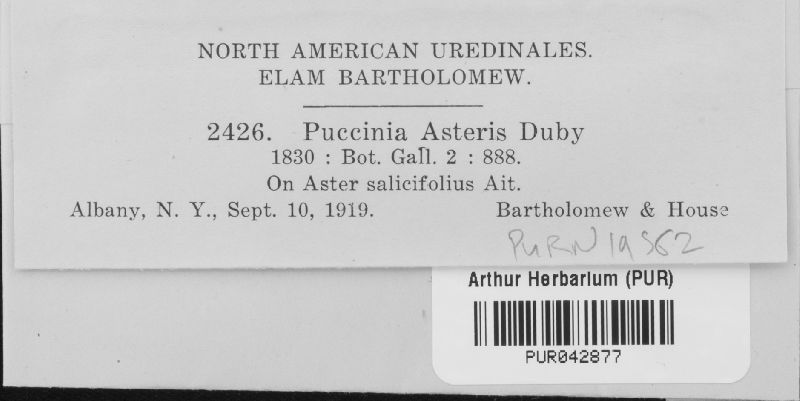 NORTH AMERICAN UREDINALES.
ELAM BARTHOLOMEW.
2426. Puccinia Asteris Duby
1830 : Bot. Gall. 2 : 888.
On Aster salicifolius Ait.
Albany, N. Y., Sept. 10, 1919. Bartholomew & House
PURN 19562
Arthur Herbarium (PUR)
PUR042877